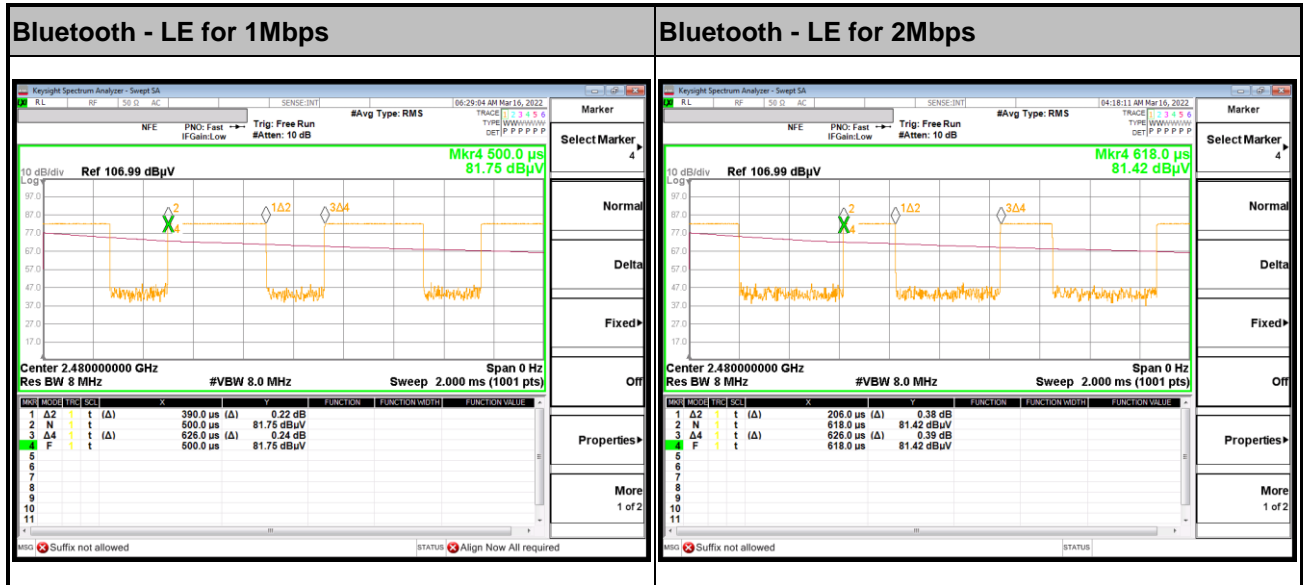 Bluetooth - LE for 1Mbps
Keysight Spectrum Analyzer - Swept SA
RL RF 50 Ω AC SENSE:INT #Avg Type: RMS 06:29:04 AM Mar 16, 2022
TRACE 1 2 3 4 5 6
NFE PNO: Fast Trig: Free Run TYPE WWWWWW
IFGain:Low #Atten: 10 dB DET P P P P P P
Mkr4 500.0 µs
10 dB/div Ref 106.99 dBµV 81.75 dBµV
Log
97.0
87.0
77.0
67.0
57.0
47.0
37.0
27.0
17.0
2
4
1Δ2
3Δ4
Center 2.480000000 GHz Span 0 Hz
Res BW 8 MHz #VBW 8.0 MHz Sweep 2.000 ms (1001 pts)
MKR MODE TRC SCL X Y FUNCTION FUNCTION WIDTH FUNCTION VALUE
1 Δ2 1 t (Δ) 390.0 µs (Δ) 0.22 dB
2 N 1 t 500.0 µs 81.75 dBµV
3 Δ4 1 t (Δ) 626.0 µs (Δ) 0.24 dB
4 F 1 t 500.0 µs 81.75 dBµV
5
6
7
8
9
10
11
MSG Suffix not allowed STATUS Align Now All required
Marker
Select Marker
4
Normal
Delta
Fixed
Off
Properties
More
1 of 2
Bluetooth - LE for 2Mbps
Keysight Spectrum Analyzer - Swept SA
RL RF 50 Ω AC SENSE:INT #Avg Type: RMS 04:18:11 AM Mar 16, 2022
TRACE 1 2 3 4 5 6
NFE PNO: Fast Trig: Free Run TYPE WWWWWW
IFGain:Low #Atten: 10 dB DET P P P P P P
Mkr4 618.0 µs
10 dB/div Ref 106.99 dBµV 81.42 dBµV
Log
97.0
87.0
77.0
67.0
57.0
47.0
37.0
27.0
17.0
2
4
1Δ2
3Δ4
Center 2.480000000 GHz Span 0 Hz
Res BW 8 MHz #VBW 8.0 MHz Sweep 2.000 ms (1001 pts)
MKR MODE TRC SCL X Y FUNCTION FUNCTION WIDTH FUNCTION VALUE
1 Δ2 1 t (Δ) 206.0 µs (Δ) 0.38 dB
2 N 1 t 618.0 µs 81.42 dBµV
3 Δ4 1 t (Δ) 626.0 µs (Δ) 0.39 dB
4 F 1 t 618.0 µs 81.42 dBµV
5
6
7
8
9
10
11
MSG Suffix not allowed STATUS
Marker
Select Marker
4
Normal
Delta
Fixed
Off
Properties
More
1 of 2